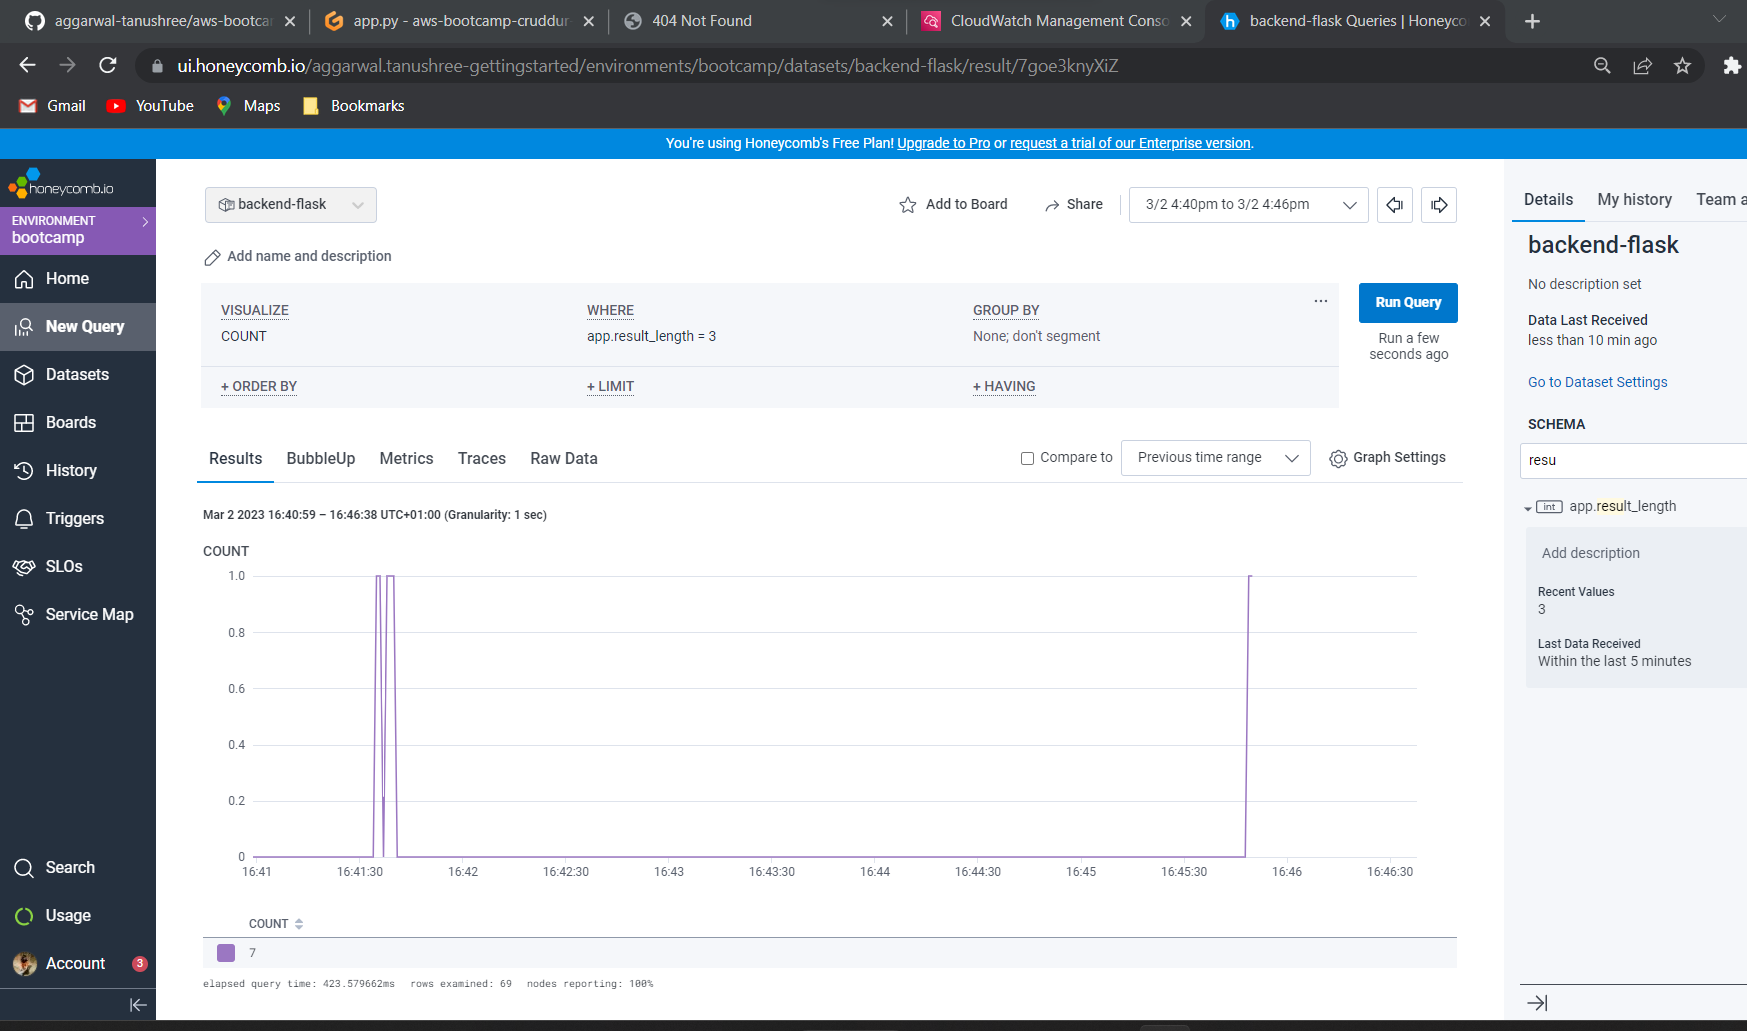 aggarwal-tanushree/aws-bootcar
app.py - aws-bootcamp-cruddur
404 Not Found
CloudWatch Management Conso
backend-flask Queries | Honeyco
ui.honeycomb.io/aggarwal.tanushree-gettingstarted/environments/bootcamp/datasets/backend-flask/result/7goe3knyXiZ
Gmail YouTube Maps Bookmarks
You're using Honeycomb's Free Plan! Upgrade to Pro or request a trial of our Enterprise version.
honeycomb.io
ENVIRONMENT
bootcamp
Home
New Query
Datasets
Boards
History
Triggers
SLOs
Service Map
Search
Usage
Account 3
backend-flask
Add to Board
Share
3/2 4:40pm to 3/2 4:46pm
Add name and description
VISUALIZE WHERE GROUP BY
COUNT app.result_length = 3 None; don't segment
+ ORDER BY + LIMIT + HAVING
Run Query
Run a few
seconds ago
Results BubbleUp Metrics Traces Raw Data
Compare to Previous time range Graph Settings
Mar 2 2023 16:40:59 – 16:46:38 UTC+01:00 (Granularity: 1 sec)
COUNT
1.0
0.8
0.6
0.4
0.2
0
16:41 16:41:30 16:42 16:42:30 16:43 16:43:30 16:44 16:44:30 16:45 16:45:30 16:46 16:46:30
COUNT
7
elapsed query time: 423.579662ms rows examined: 69 nodes reporting: 100%
Details My history Team a
backend-flask
No description set
Data Last Received
less than 10 min ago
Go to Dataset Settings
SCHEMA
resu
int app.result_length
Add description
Recent Values
3
Last Data Received
Within the last 5 minutes